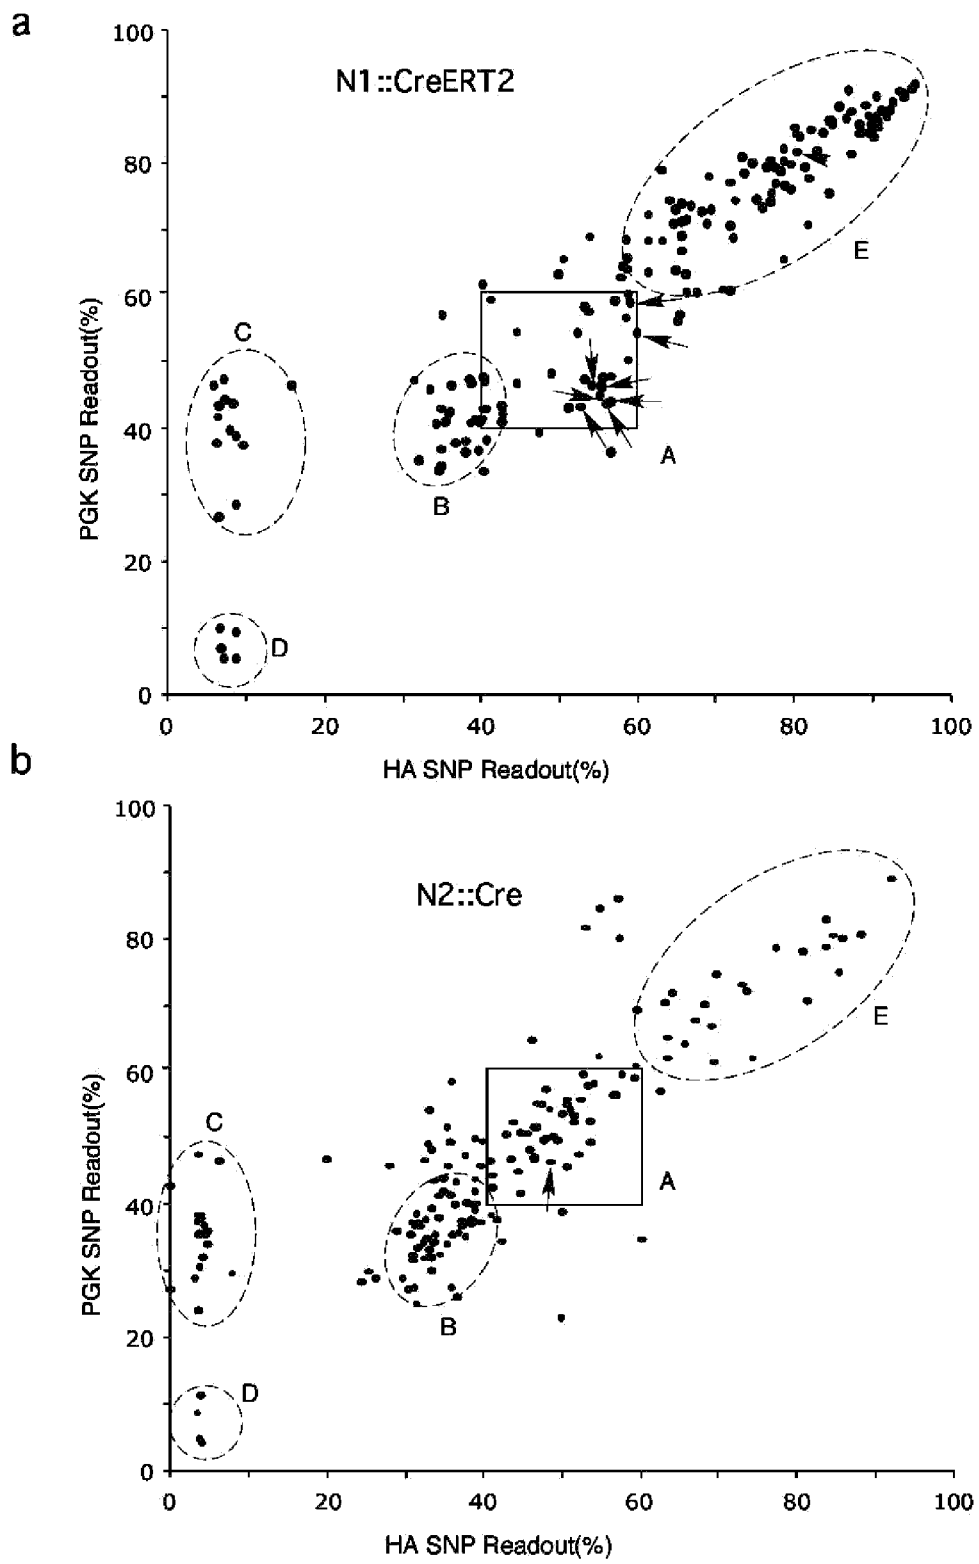 a
100
N1::CreERT2
80
E
60
C
PGK SNP Readout(%)
40
A
B
20
D
0
0 20 40 60 80 100
HA SNP Readout(%)
b
100
N2::Cre
80
E
60
C
PGK SNP Readout(%)
A
40
B
20
D
0
0 20 40 60 80 100
HA SNP Readout(%)